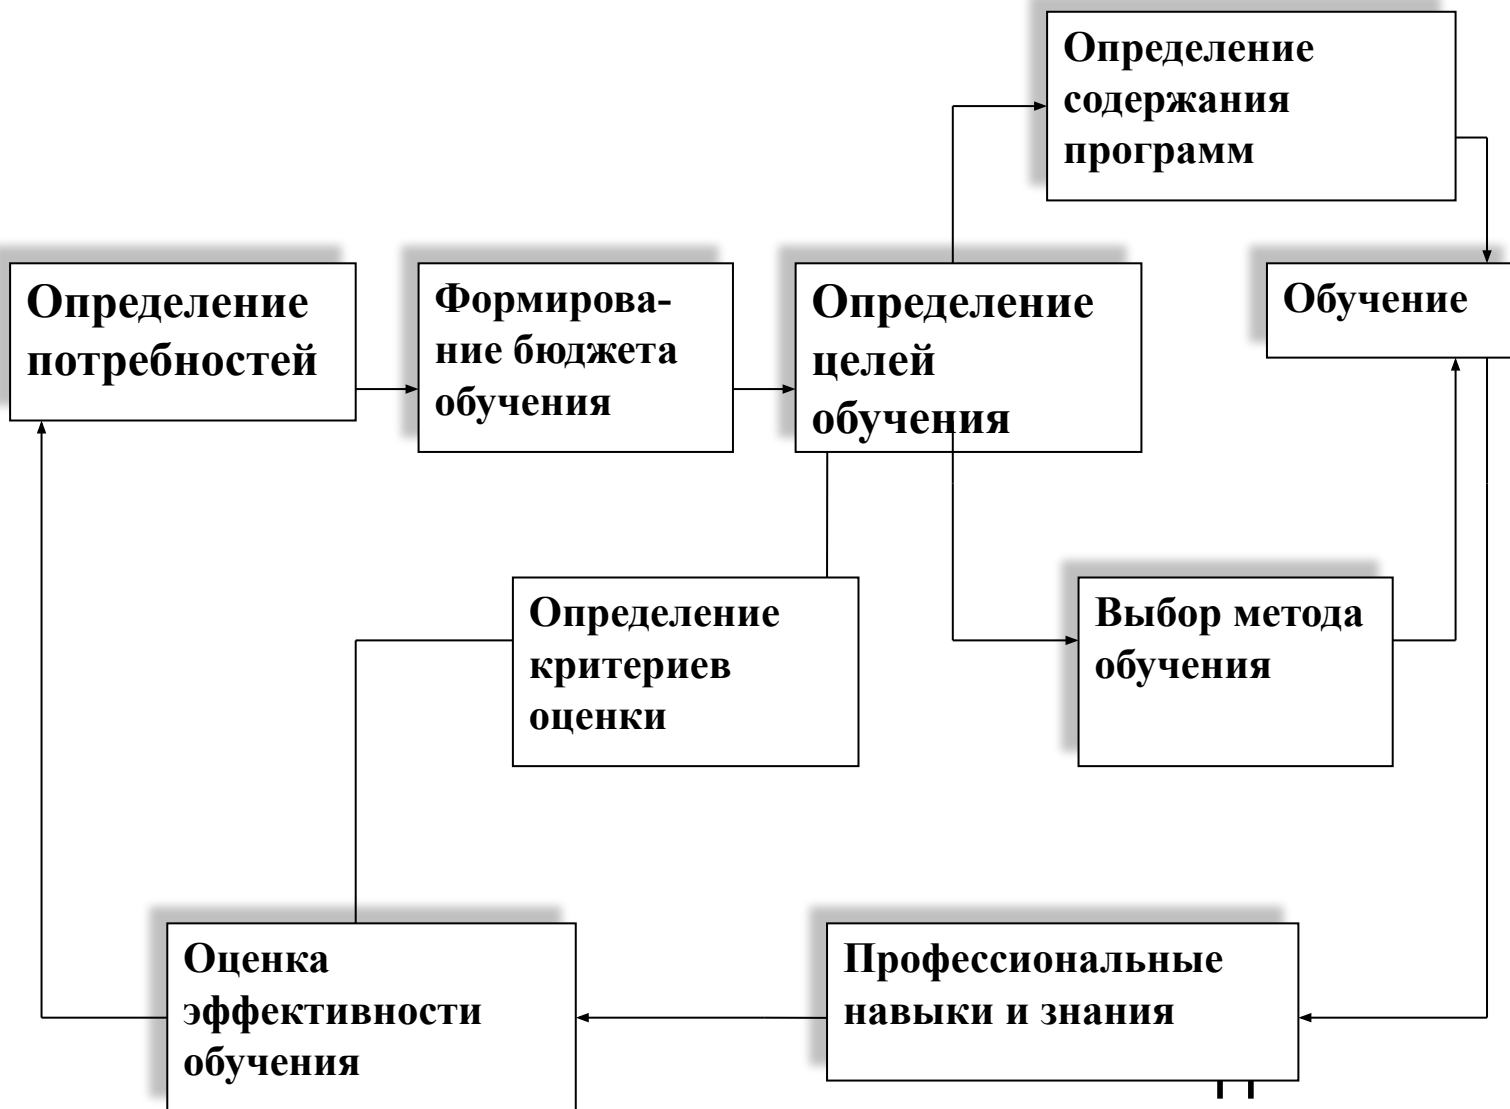 Определение
содержания
программ
Определение
потребностей
Формирова-
ние бюджета
обучения
Определение
целей
обучения
Обучение
Определение
критериев
оценки
Выбор метода
обучения
Оценка
эффективности
обучения
Профессиональные
навыки и знания